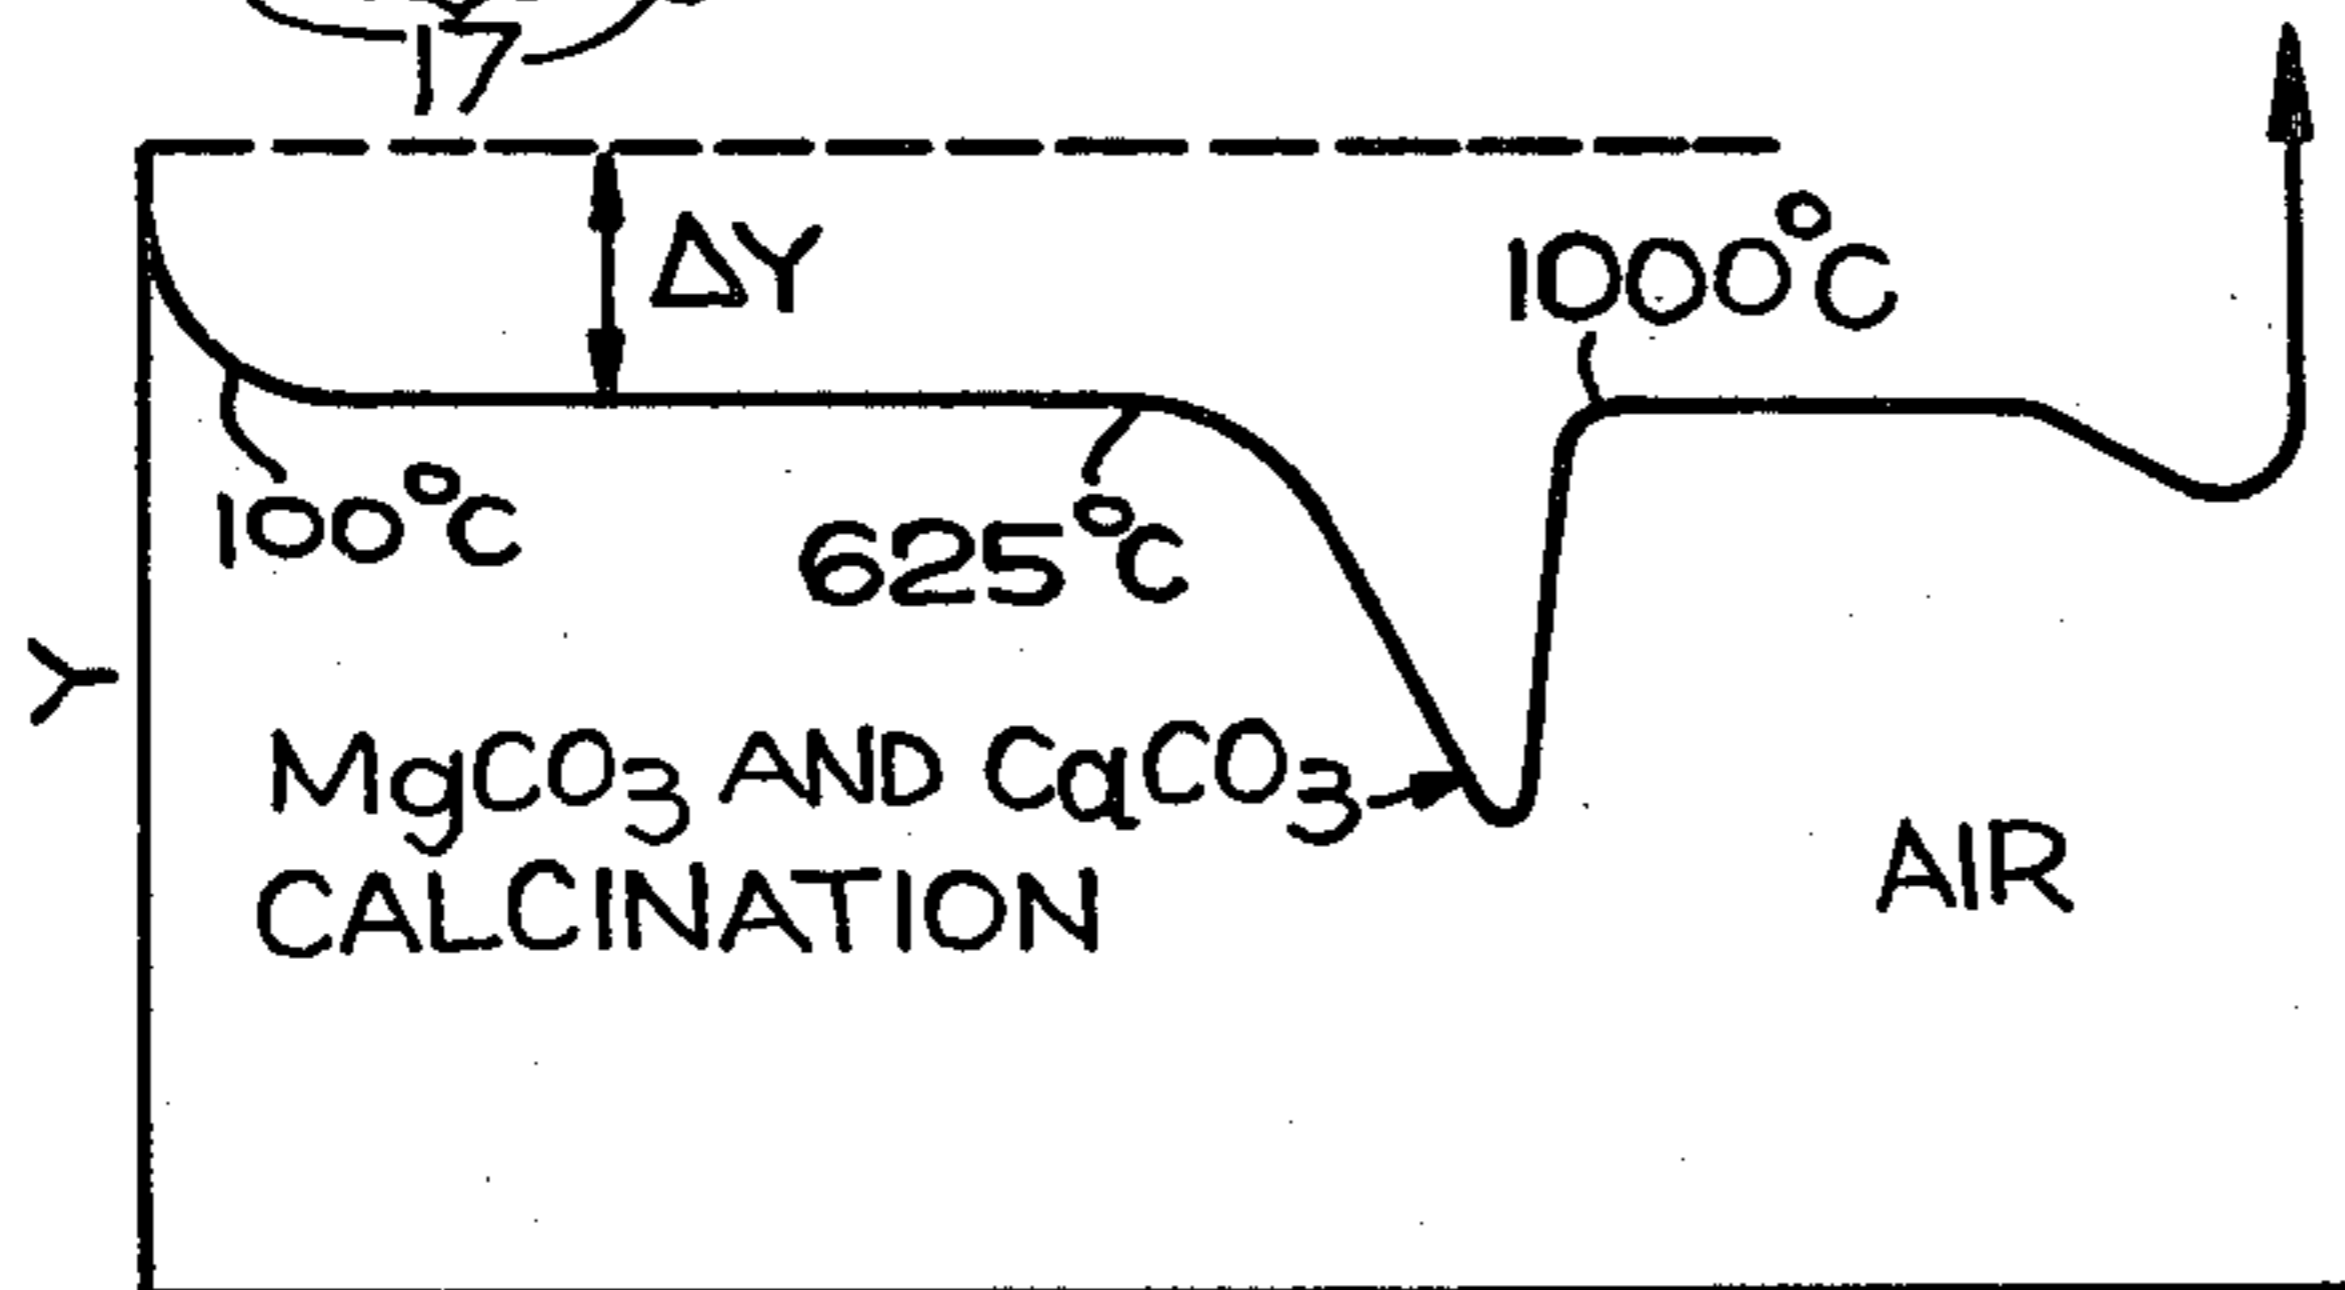 17
ΔY
1000°C
100°C
625°C
Y
MgCO₃ AND CaCO₃
CALCINATION
AIR